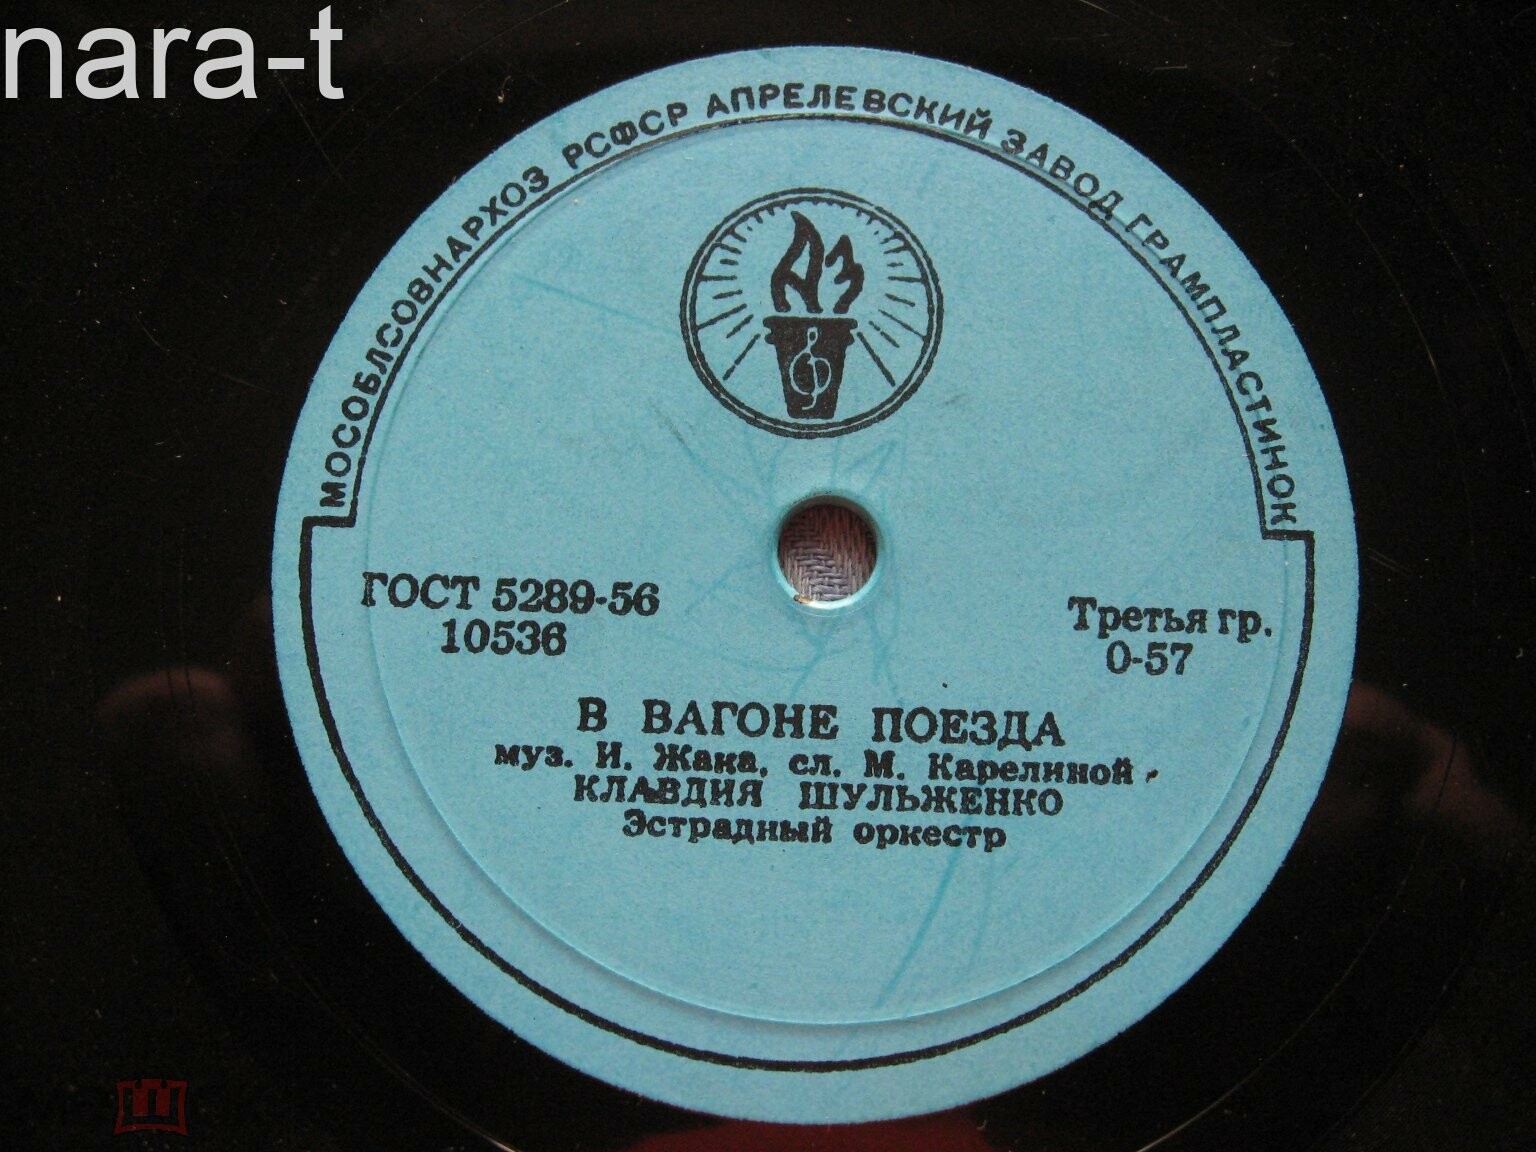 nara-t
МОСОБЛСОВНАРХОЗ РСФСР АПРЕЛЕВСКИЙ ЗАВОД ГРАМПЛАСТИНОК
АЗ
ГОСТ 5289-56
10536
Третья гр.
0-57
В ВАГОНЕ ПОЕЗДА
муз. И. Жака, сл. М. Карелиной
КЛАВДИЯ ШУЛЬЖЕНКО
Эстрадный оркестр